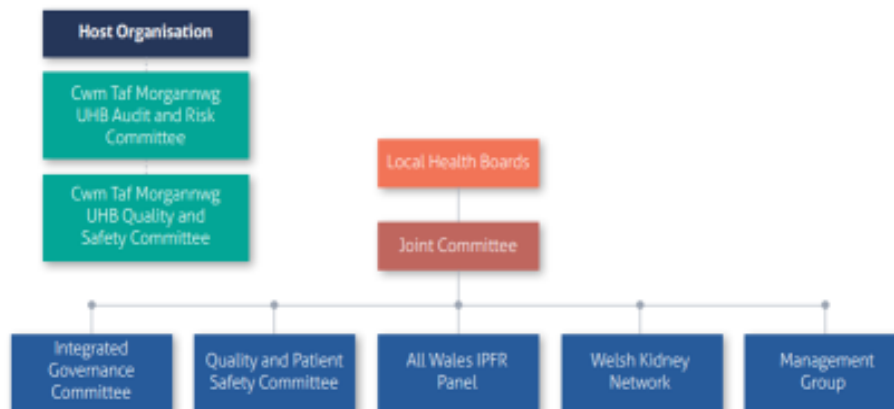 Host Organisation
Cwm Taf Morgannwg
UHB Audit and Risk
Committee
Cwm Taf Morgannwg
UHB Quality and
Safety Committee
Local Health Boards
Joint Committee
Integrated
Governance
Committee
Quality and Patient
Safety Committee
All Wales IPFR
Panel
Welsh Kidney
Network
Management
Group